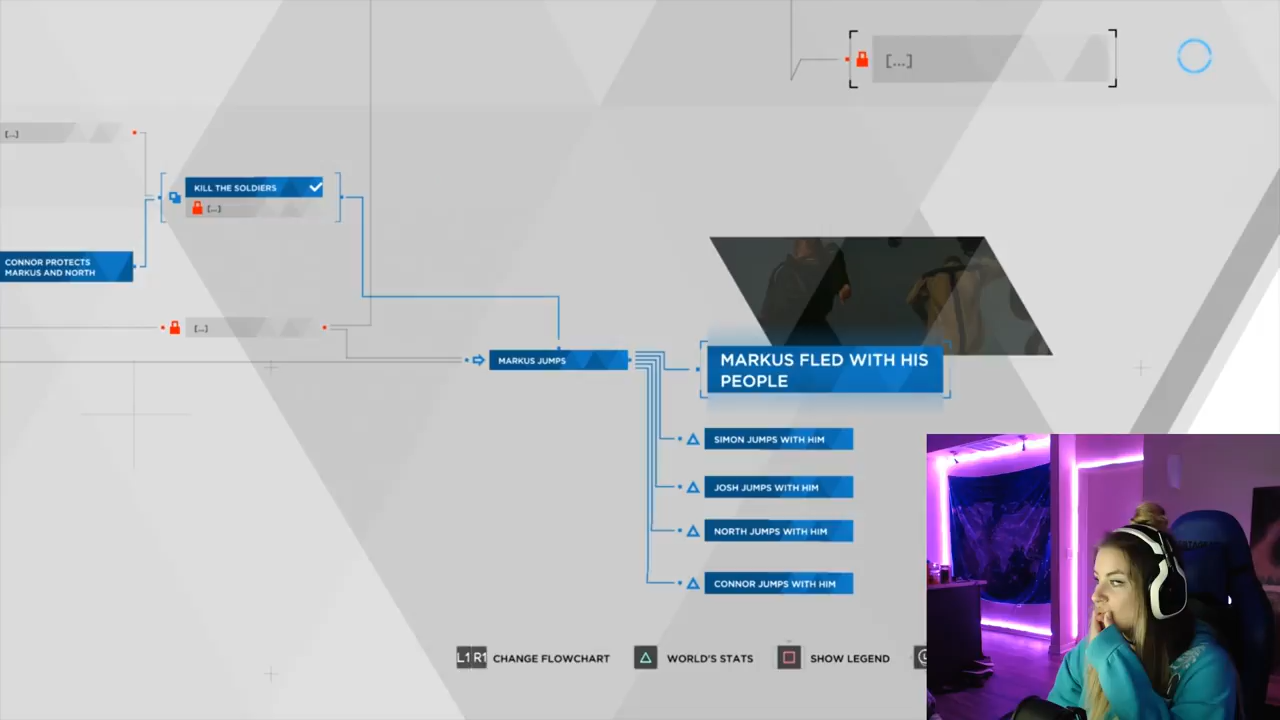 [...]
[...]
KILL THE SOLDIERS
[...]
CONNOR PROTECTS
MARKUS AND NORTH
[...]
MARKUS JUMPS
MARKUS FLED WITH HIS
PEOPLE
SIMON JUMPS WITH HIM
JOSH JUMPS WITH HIM
NORTH JUMPS WITH HIM
CONNOR JUMPS WITH HIM
L1 R1 CHANGE FLOWCHART WORLD'S STATS SHOW LEGEND